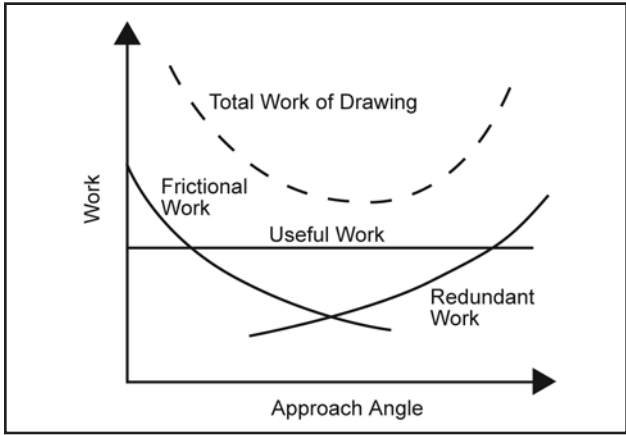 Total Work of Drawing
Frictional
Work
Useful Work
Redundant
Work
Work
Approach Angle